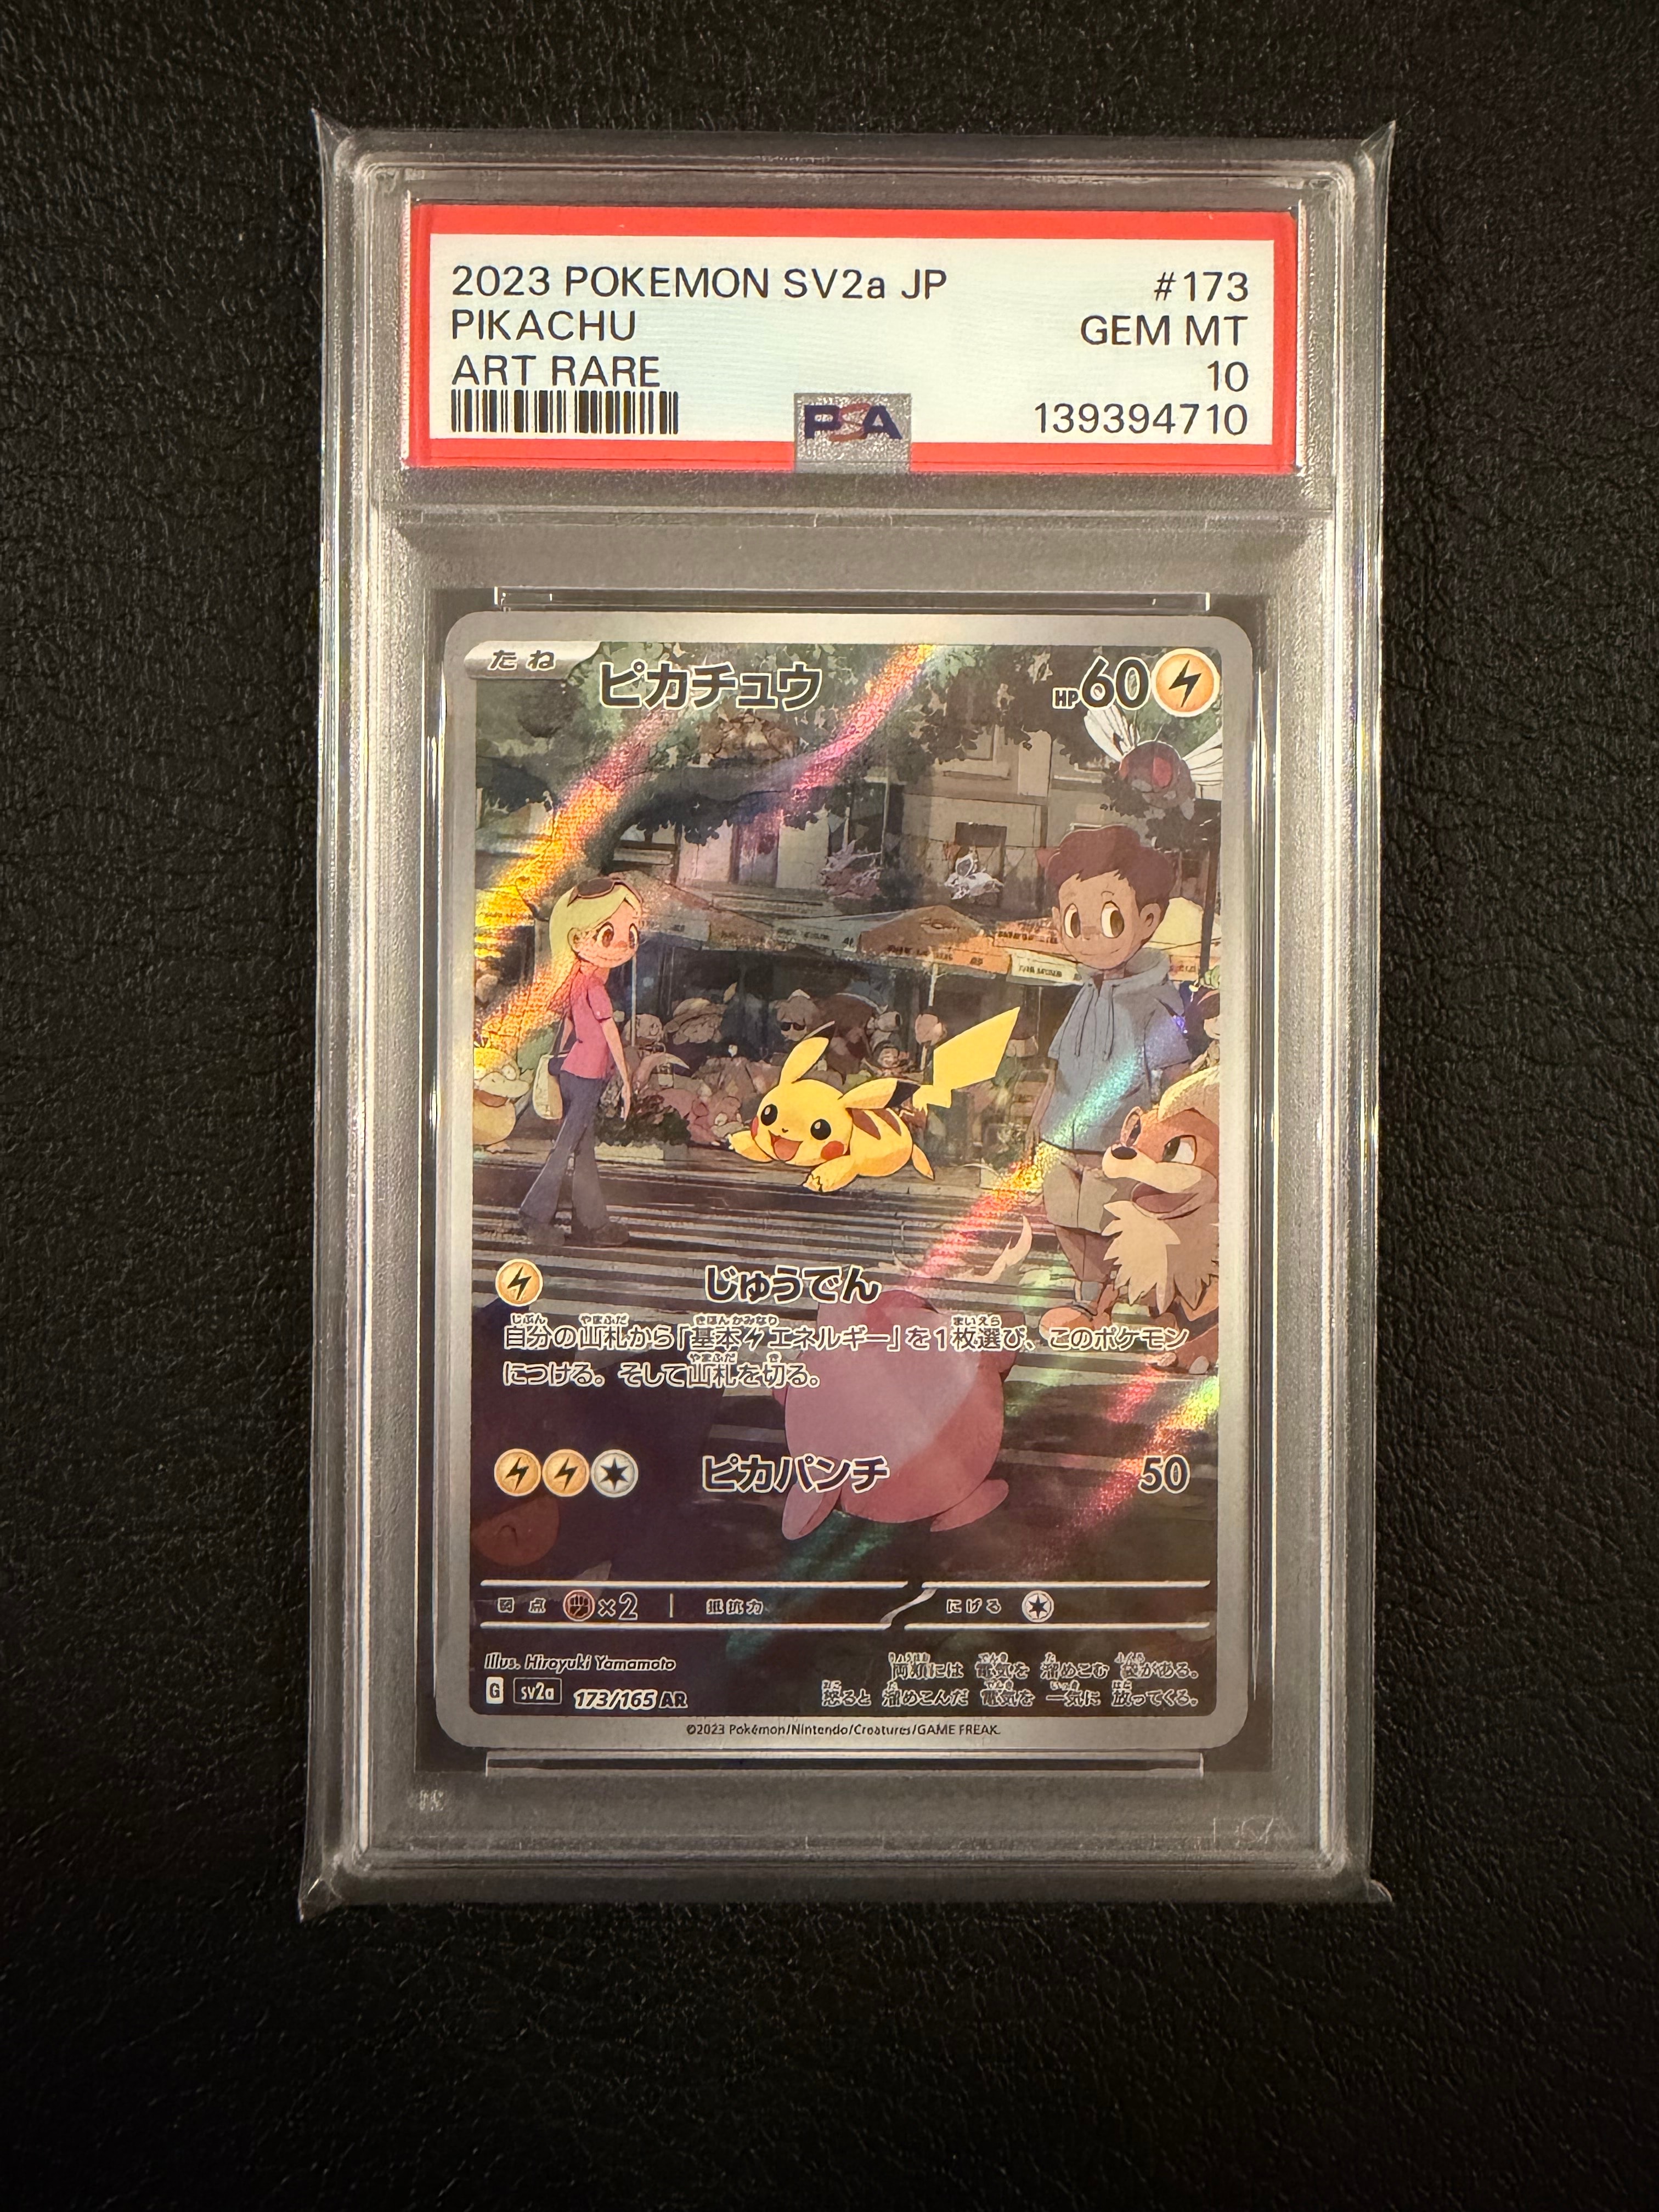 2023 POKEMON SV2a JP #173
PIKACHU GEM MT
ART RARE 10
PSA 139394710
たね ピカチュウ HP60
じゅうでん
自分の山札から「基本エネルギー」を1枚選び、このポケモン
につける。そして山札を切る。
ピカパンチ 50
弱点 ×2 抵抗力 にげる
Illus. Hiroyuki Yamamoto
両頬には 電気を 溜めこむ 袋がある。
怒ると 溜めこんだ 電気を 一気に 放ってくる。
G sv2a 173/165 AR
©2023 Pokémon/Nintendo/Creatures/GAME FREAK.